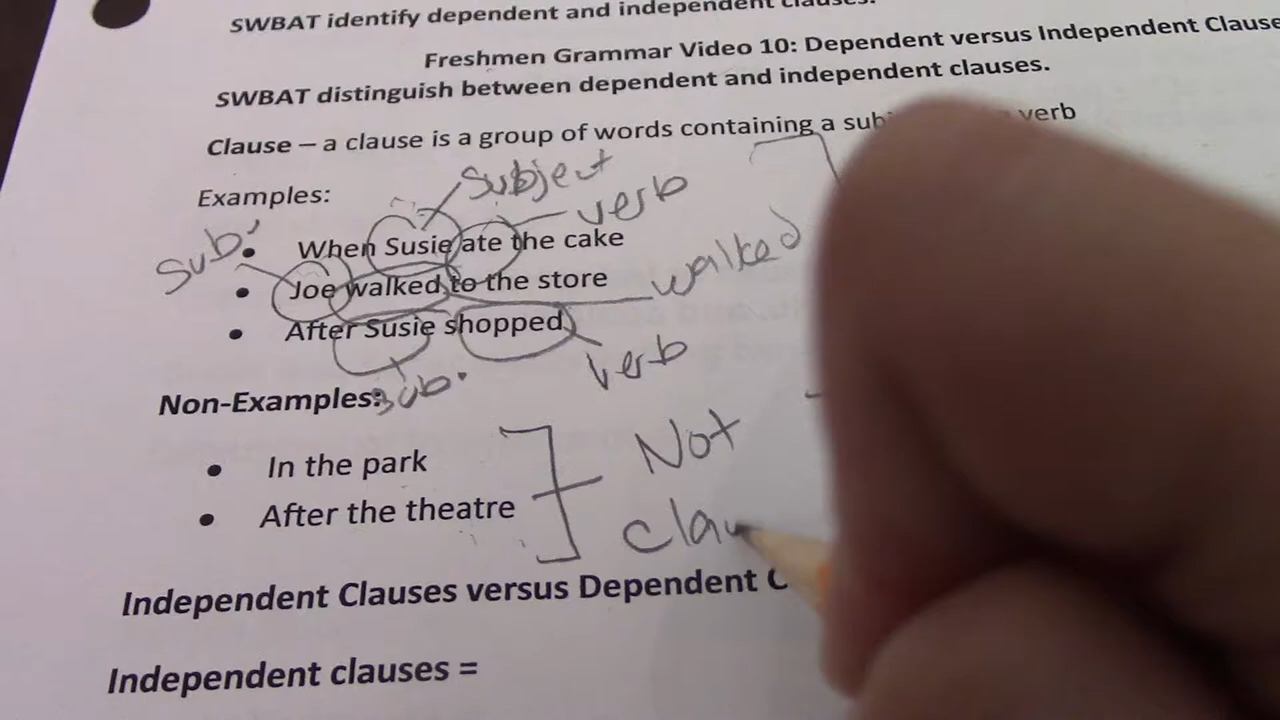 SWBAT identify dependent and independent clauses.
Freshmen Grammar Video 10: Dependent versus Independent Clause
SWBAT distinguish between dependent and independent clauses.
Clause – a clause is a group of words containing a subj verb
Subject
Examples:
verb
Sub.
• When Susie ate the cake
walked
• Joe walked to the store
• After Susie shopped
verb
sub.
Non-Examples:
Not
• In the park
• After the theatre
clau
Independent Clauses versus Dependent C
Independent clauses =